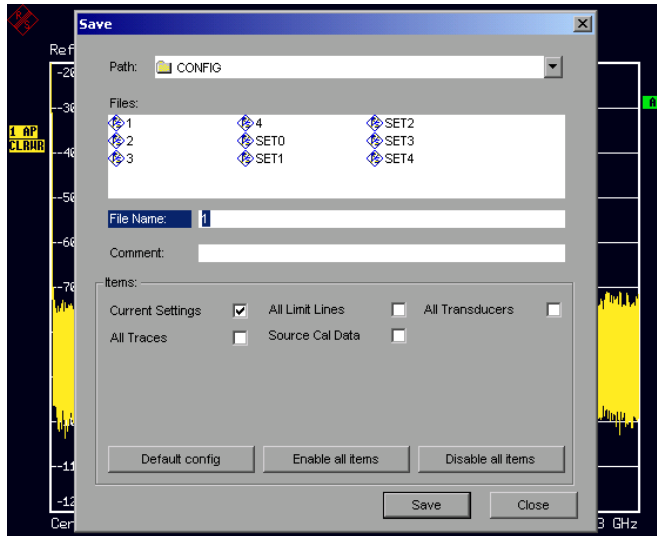 Save
Ref
Path: CONFIG
Files:
1 4 SET2
2 SET0 SET3
3 SET1 SET4
File Name: 1
Comment:
Items:
Current Settings All Limit Lines All Transducers
All Traces Source Cal Data
Default config Enable all items Disable all items
Save Close
-20
-30
A
1 AP
CLRWR
-40
-50
-60
-70
-11
-12
Cen
3 GHz